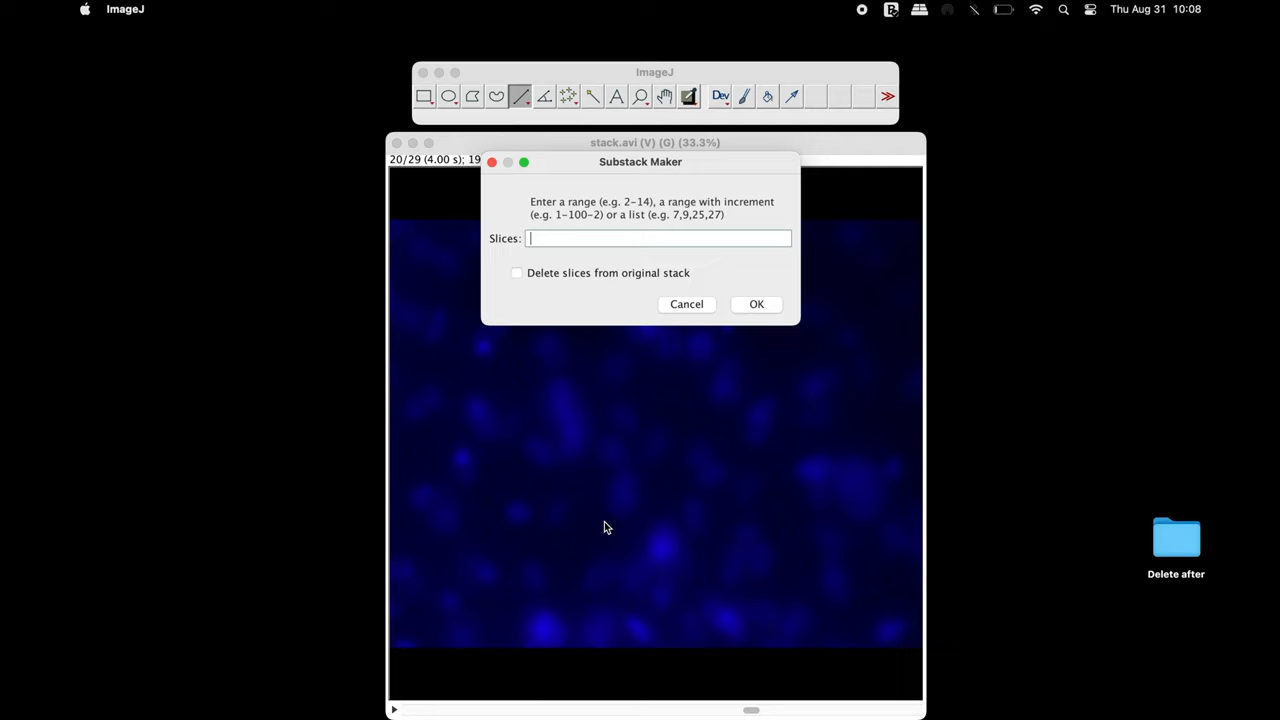 ImageJ
Thu Aug 31 10:08
ImageJ
Dev
stack.avi (V) (G) (33.3%)
20/29 (4.00 s); 19
Substack Maker
Enter a range (e.g. 2-14), a range with increment
(e.g. 1-100-2) or a list (e.g. 7,9,25,27)
Slices:
Delete slices from original stack
Cancel OK
Delete after